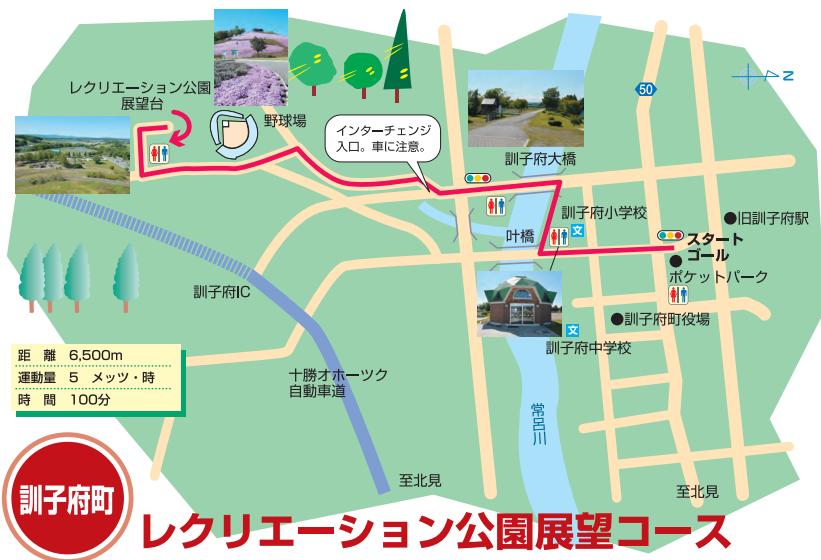 レクリエーション公園
展望台
野球場
インターチェンジ
入口。車に注意。
訓子府大橋
50
N
訓子府小学校
文
叶橋
旧訓子府駅
スタート
ゴール
ポケットパーク
訓子府町役場
文
訓子府中学校
訓子府IC
十勝オホーツク
自動車道
常呂川
至北見
至北見
距 離 6,500m
運動量 5 メッツ・時
時 間 100分
訓子府町
レクリエーション公園展望コース